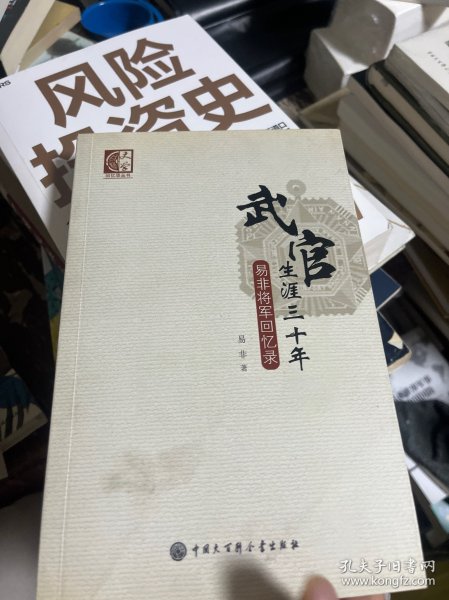 风险
投资史
文学
武官
生涯三十年
易非将军回忆录
易非 著
中国大百科全书出版社
孔夫子旧书网
www.kongfz.com